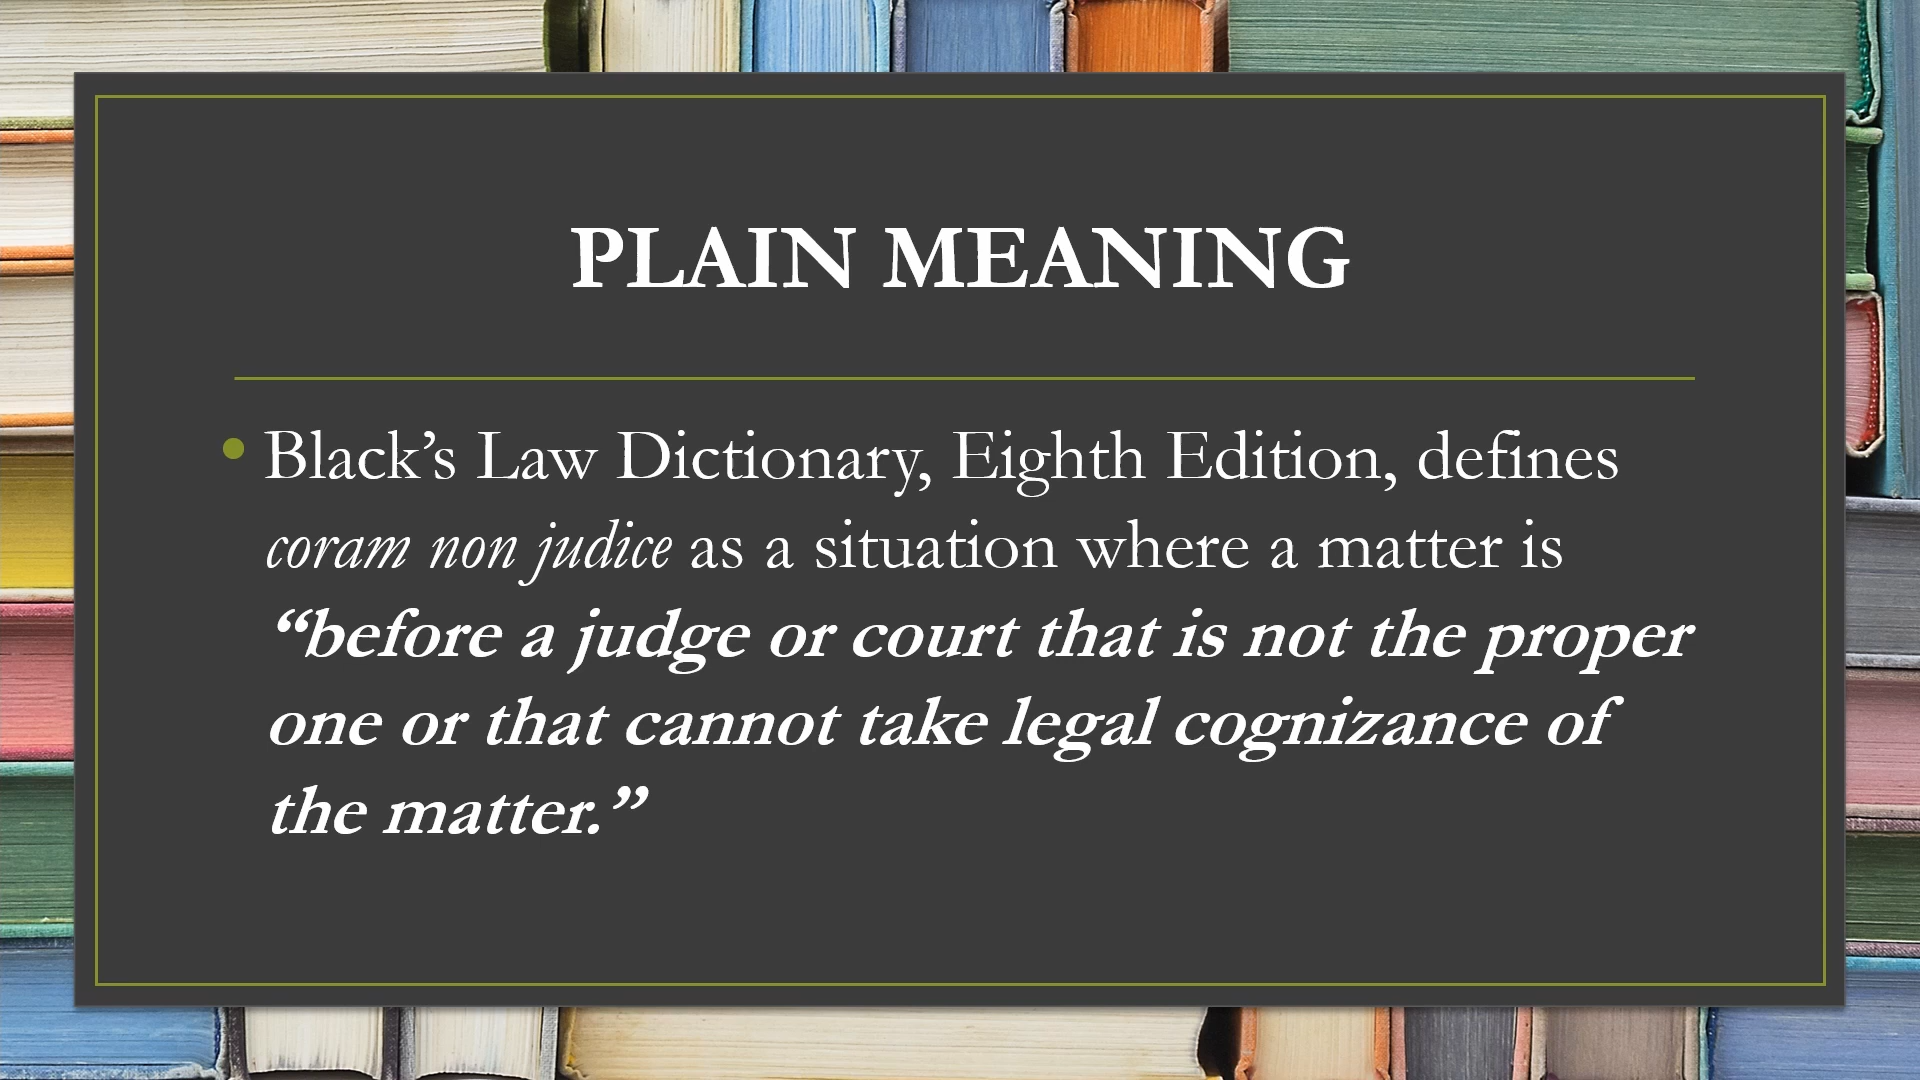 PLAIN MEANING
• Black’s Law Dictionary, Eighth Edition, defines
coram non judice as a situation where a matter is
“before a judge or court that is not the proper
one or that cannot take legal cognizance of
the matter.”